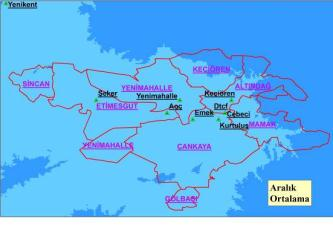 Yenikent
KEÇİÖREN
SİNCAN
Şeker
YENİMAHALLE
Yenimahalle
Keçiören
ALTINDAĞ
ETİMESGUT
Aoç
Dtcf
Emek
Cebeci
Kurtuluş
MAMAK
YENİMAHALLE
ÇANKAYA
GÖLBAŞI
Aralık
Ortalama